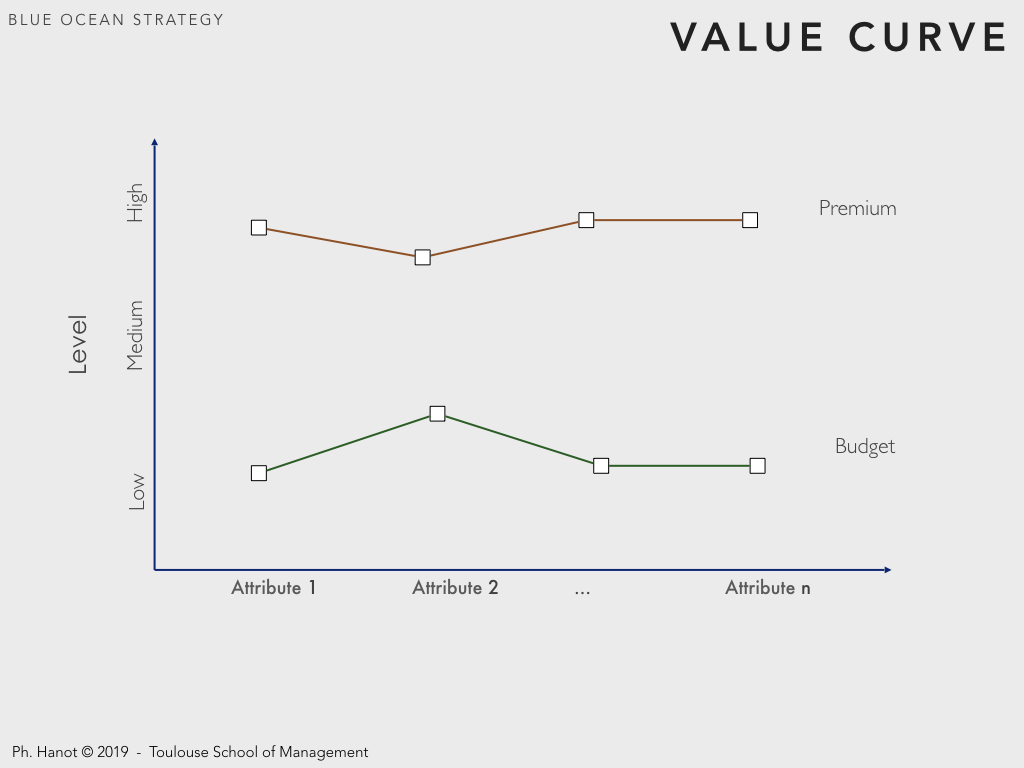 BLUE OCEAN STRATEGY
VALUE CURVE
High
Premium
Level
Medium
Budget
Low
Attribute 1
Attribute 2
...
Attribute n
Ph. Hanot © 2019 - Toulouse School of Management